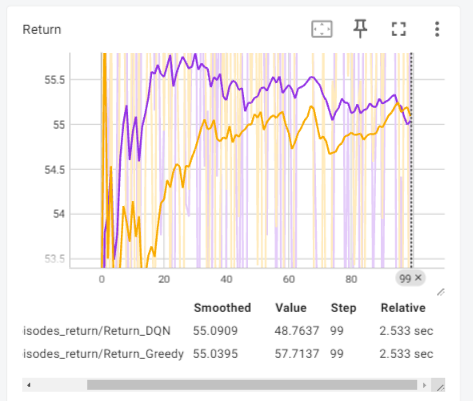 Return
55.5
55
54.5
54
53.5
0 20 40 60 80 99 ×
Smoothed Value Step Relative
isodes_return/Return_DQN 55.0909 48.7637 99 2.533 sec
isodes_return/Return_Greedy 55.0395 57.7137 99 2.533 sec